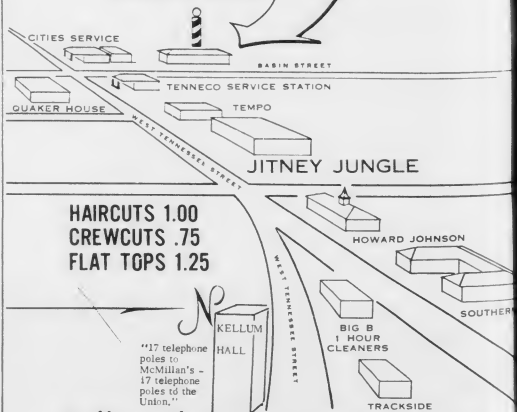 CITIES SERVICE
BASIN STREET
TENNECO SERVICE STATION
QUAKER HOUSE
TEMPO
WEST TENNESSEE STREET
JITNEY JUNGLE
HAIRCUTS 1.00
CREWCUTS .75
FLAT TOPS 1.25
HOWARD JOHNSON
SOUTHERN
N
KELLUM
HALL
WEST TENNESSEE STREET
BIG B
1 HOUR
CLEANERS
"17 telephone
poles to
McMillan's –
17 telephone
poles to the
Union."
TRACKSIDE